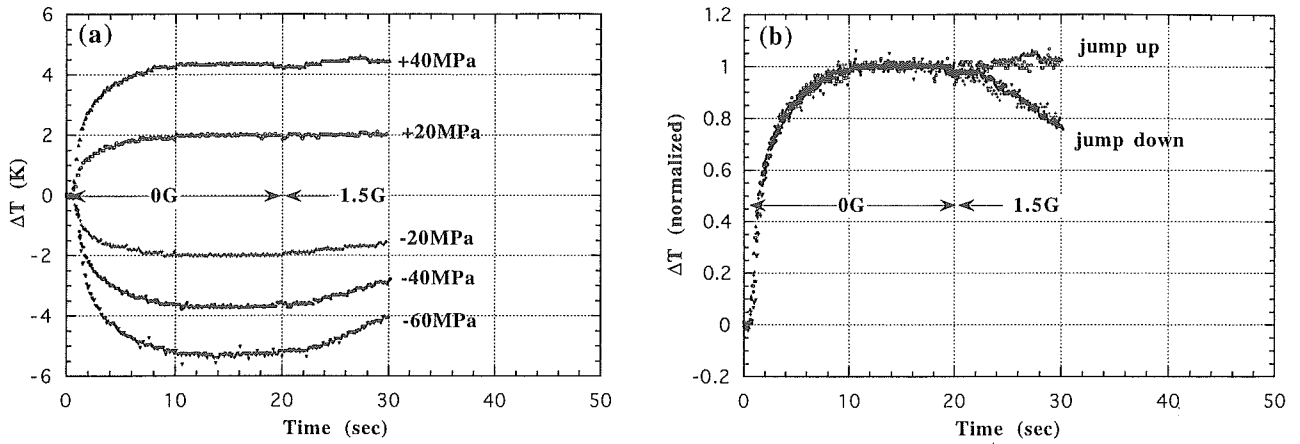 (a)
+40MPa
+20MPa
0G
1.5G
-20MPa
-40MPa
-60MPa
6
4
2
0
-2
-4
-6
ΔT (K)
0 10 20 30 40 50
Time (sec)
(b)
jump up
jump down
0G
1.5G
1.2
1
0.8
0.6
0.4
0.2
0
-0.2
ΔT (normalized)
0 10 20 30 40 50
Time (sec)